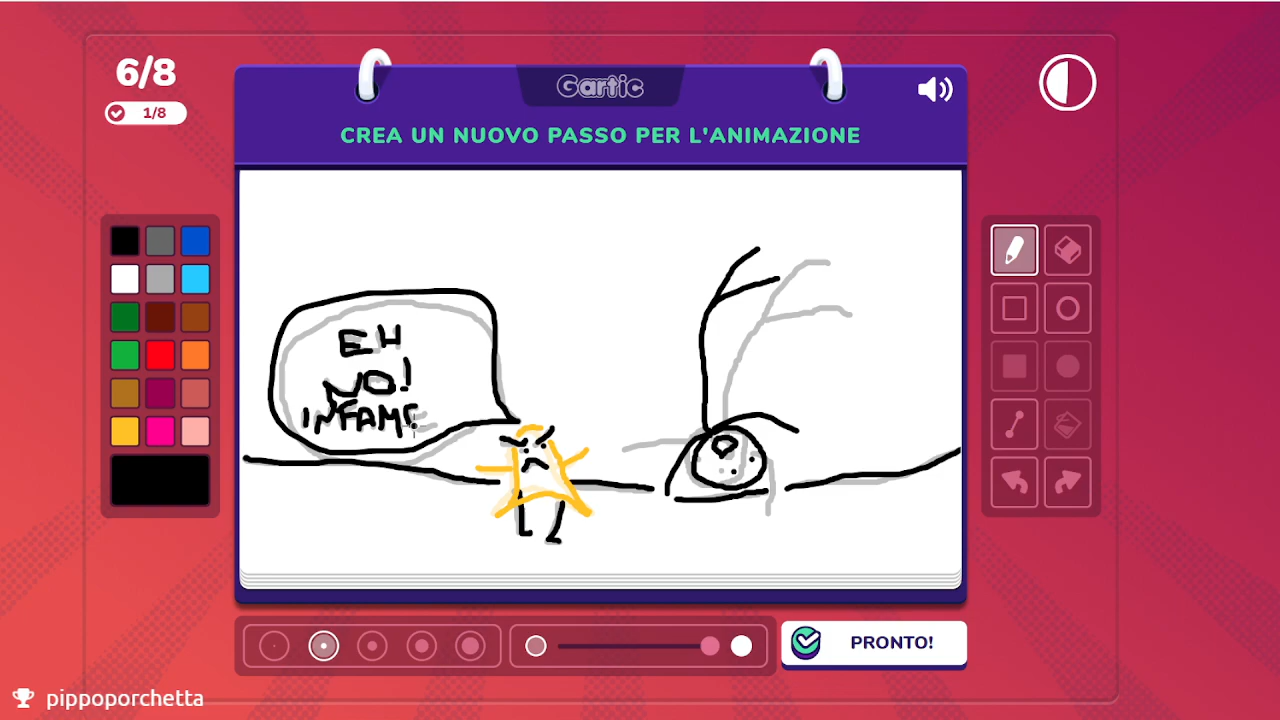 6/8
1/8
Gartic
CREA UN NUOVO PASSO PER L'ANIMAZIONE
EH
NO!
INFAME
PRONTO!
pippoporchetta